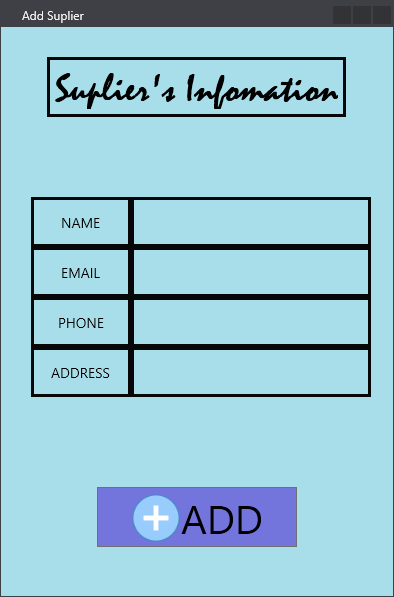 Add Suplier
Suplier's Infomation
NAME
EMAIL
PHONE
ADDRESS
ADD